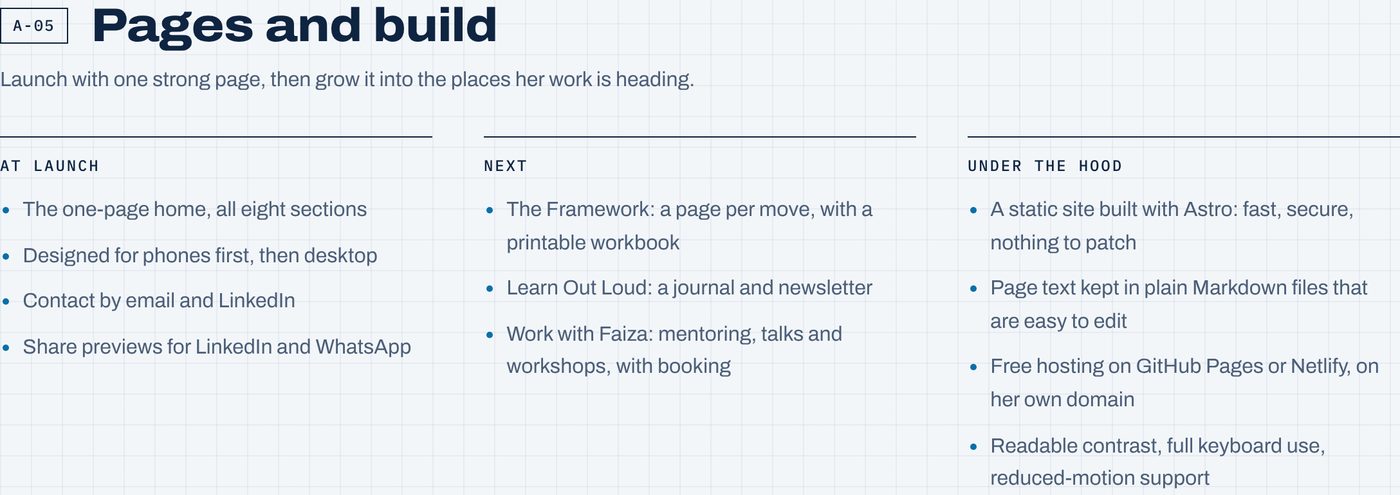 A-05
Pages and build
Launch with one strong page, then grow it into the places her work is heading.
AT LAUNCH
• The one-page home, all eight sections
• Designed for phones first, then desktop
• Contact by email and LinkedIn
• Share previews for LinkedIn and WhatsApp
NEXT
• The Framework: a page per move, with a
printable workbook
• Learn Out Loud: a journal and newsletter
• Work with Faiza: mentoring, talks and
workshops, with booking
UNDER THE HOOD
• A static site built with Astro: fast, secure,
nothing to patch
• Page text kept in plain Markdown files that
are easy to edit
• Free hosting on GitHub Pages or Netlify, on
her own domain
• Readable contrast, full keyboard use,
reduced-motion support